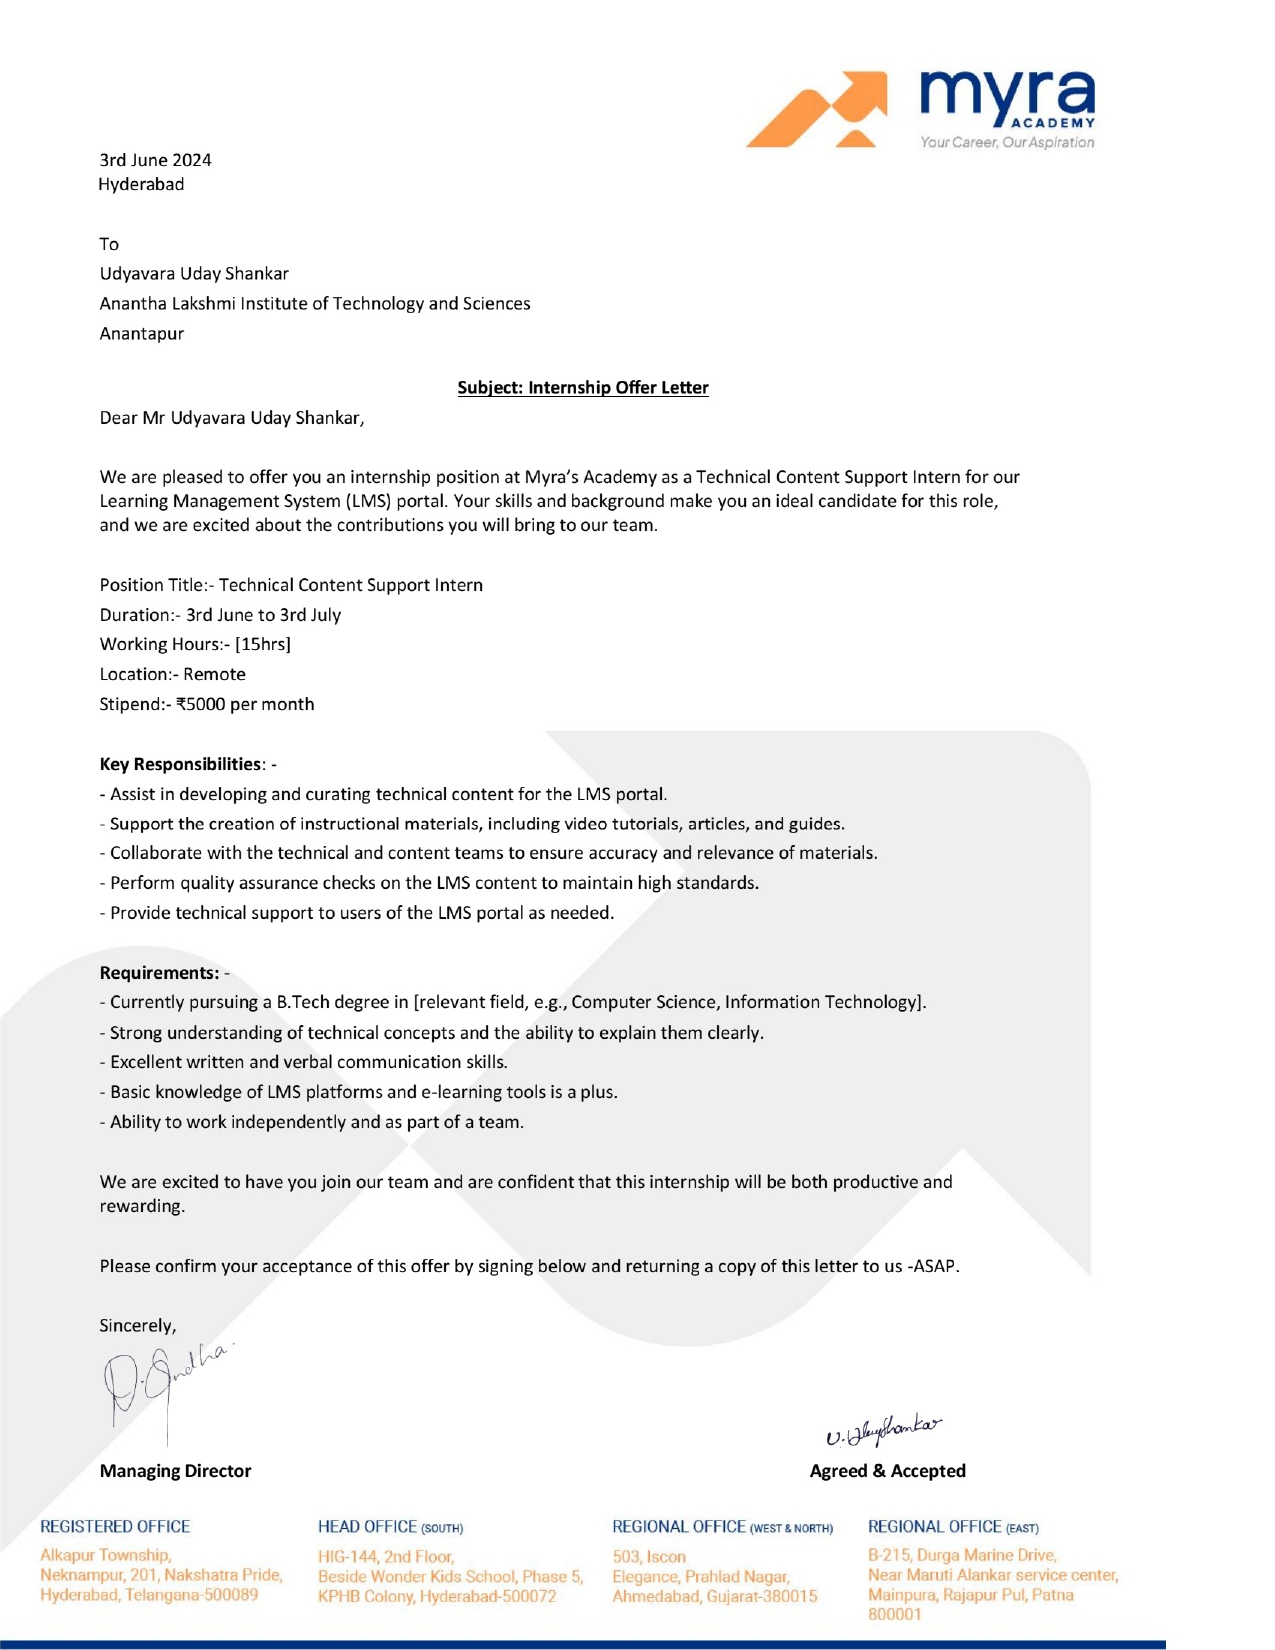 myra
ACADEMY
Your Career, Our Aspiration
3rd June 2024
Hyderabad
To
Udyavara Uday Shankar
Anantha Lakshmi Institute of Technology and Sciences
Anantapur
Subject: Internship Offer Letter
Dear Mr Udyavara Uday Shankar,
We are pleased to offer you an internship position at Myra’s Academy as a Technical Content Support Intern for our
Learning Management System (LMS) portal. Your skills and background make you an ideal candidate for this role,
and we are excited about the contributions you will bring to our team.
Position Title:- Technical Content Support Intern
Duration:- 3rd June to 3rd July
Working Hours:- [15hrs]
Location:- Remote
Stipend:- ₹5000 per month
Key Responsibilities: -
- Assist in developing and curating technical content for the LMS portal.
- Support the creation of instructional materials, including video tutorials, articles, and guides.
- Collaborate with the technical and content teams to ensure accuracy and relevance of materials.
- Perform quality assurance checks on the LMS content to maintain high standards.
- Provide technical support to users of the LMS portal as needed.
Requirements: -
- Currently pursuing a B.Tech degree in [relevant field, e.g., Computer Science, Information Technology].
- Strong understanding of technical concepts and the ability to explain them clearly.
- Excellent written and verbal communication skills.
- Basic knowledge of LMS platforms and e-learning tools is a plus.
- Ability to work independently and as part of a team.
We are excited to have you join our team and are confident that this internship will be both productive and
rewarding.
Please confirm your acceptance of this offer by signing below and returning a copy of this letter to us -ASAP.
Sincerely,
U. Udayshankar
Managing Director
Agreed & Accepted
REGISTERED OFFICE
Alkapur Township,
Neknampur, 201, Nakshatra Pride,
Hyderabad, Telangana-500089
HEAD OFFICE (SOUTH)
HIG-144, 2nd Floor,
Beside Wonder Kids School, Phase 5,
KPHB Colony, Hyderabad-500072
REGIONAL OFFICE (WEST & NORTH)
503, Iscon
Elegance, Prahlad Nagar,
Ahmedabad, Gujarat-380015
REGIONAL OFFICE (EAST)
B-215, Durga Marine Drive,
Near Maruti Alankar service center,
Mainpura, Rajapur Pul, Patna
800001